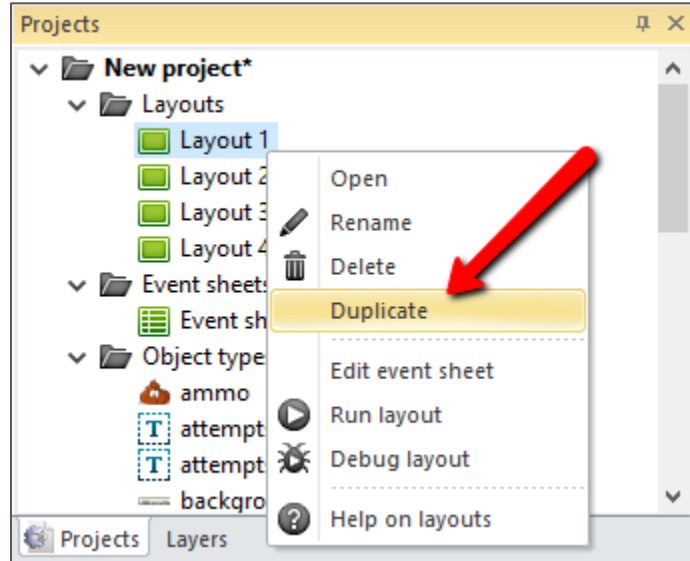 Projects
New project*
Layouts
Layout 1
Layout 2
Layout 3
Layout 4
Event sheets
Event sh
Object type
ammo
attempt
attempt
backgro
Open
Rename
Delete
Duplicate
Edit event sheet
Run layout
Debug layout
Help on layouts
Projects Layers